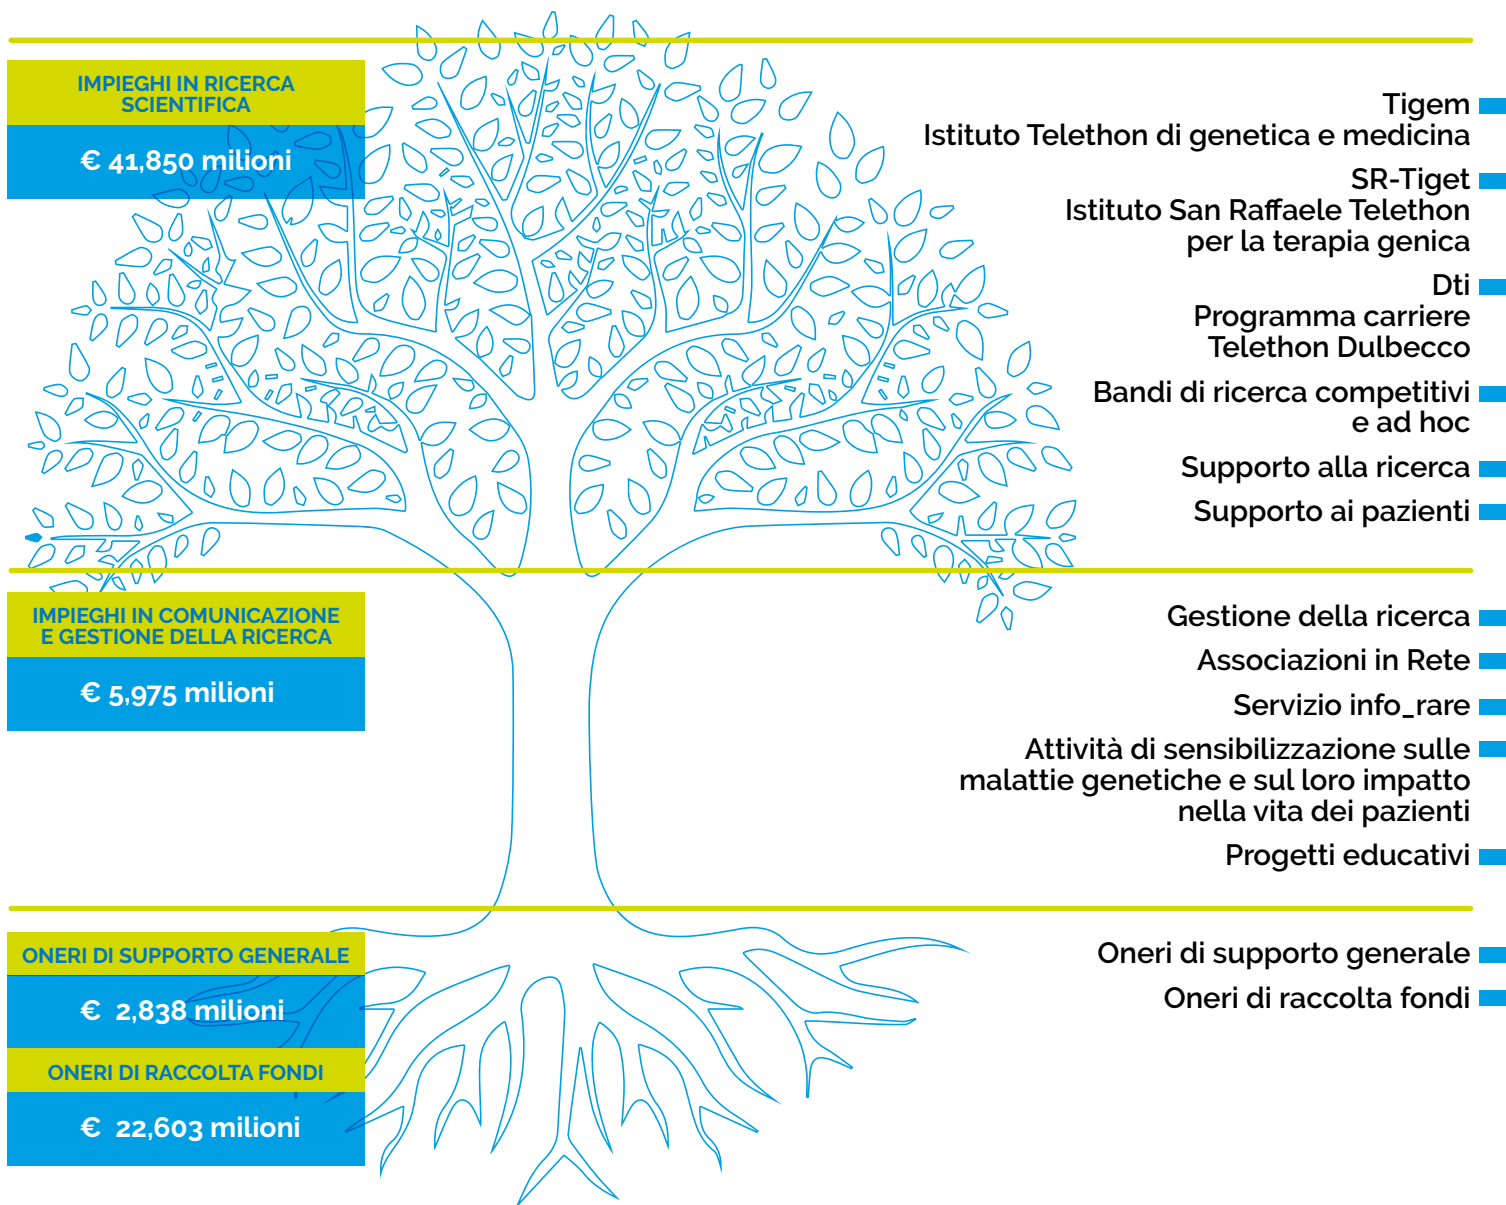 IMPIEGHI IN RICERCA
SCIENTIFICA
€ 41,850 milioni
Tigem
Istituto Telethon di genetica e medicina
SR-Tiget
Istituto San Raffaele Telethon
per la terapia genica
Dti
Programma carriere
Telethon Dulbecco
Bandi di ricerca competitivi
e ad hoc
Supporto alla ricerca
Supporto ai pazienti
IMPIEGHI IN COMUNICAZIONE
E GESTIONE DELLA RICERCA
€ 5,975 milioni
Gestione della ricerca
Associazioni in Rete
Servizio info_rare
Attività di sensibilizzazione sulle
malattie genetiche e sul loro impatto
nella vita dei pazienti
Progetti educativi
ONERI DI SUPPORTO GENERALE
€ 2,838 milioni
ONERI DI RACCOLTA FONDI
€ 22,603 milioni
Oneri di supporto generale
Oneri di raccolta fondi